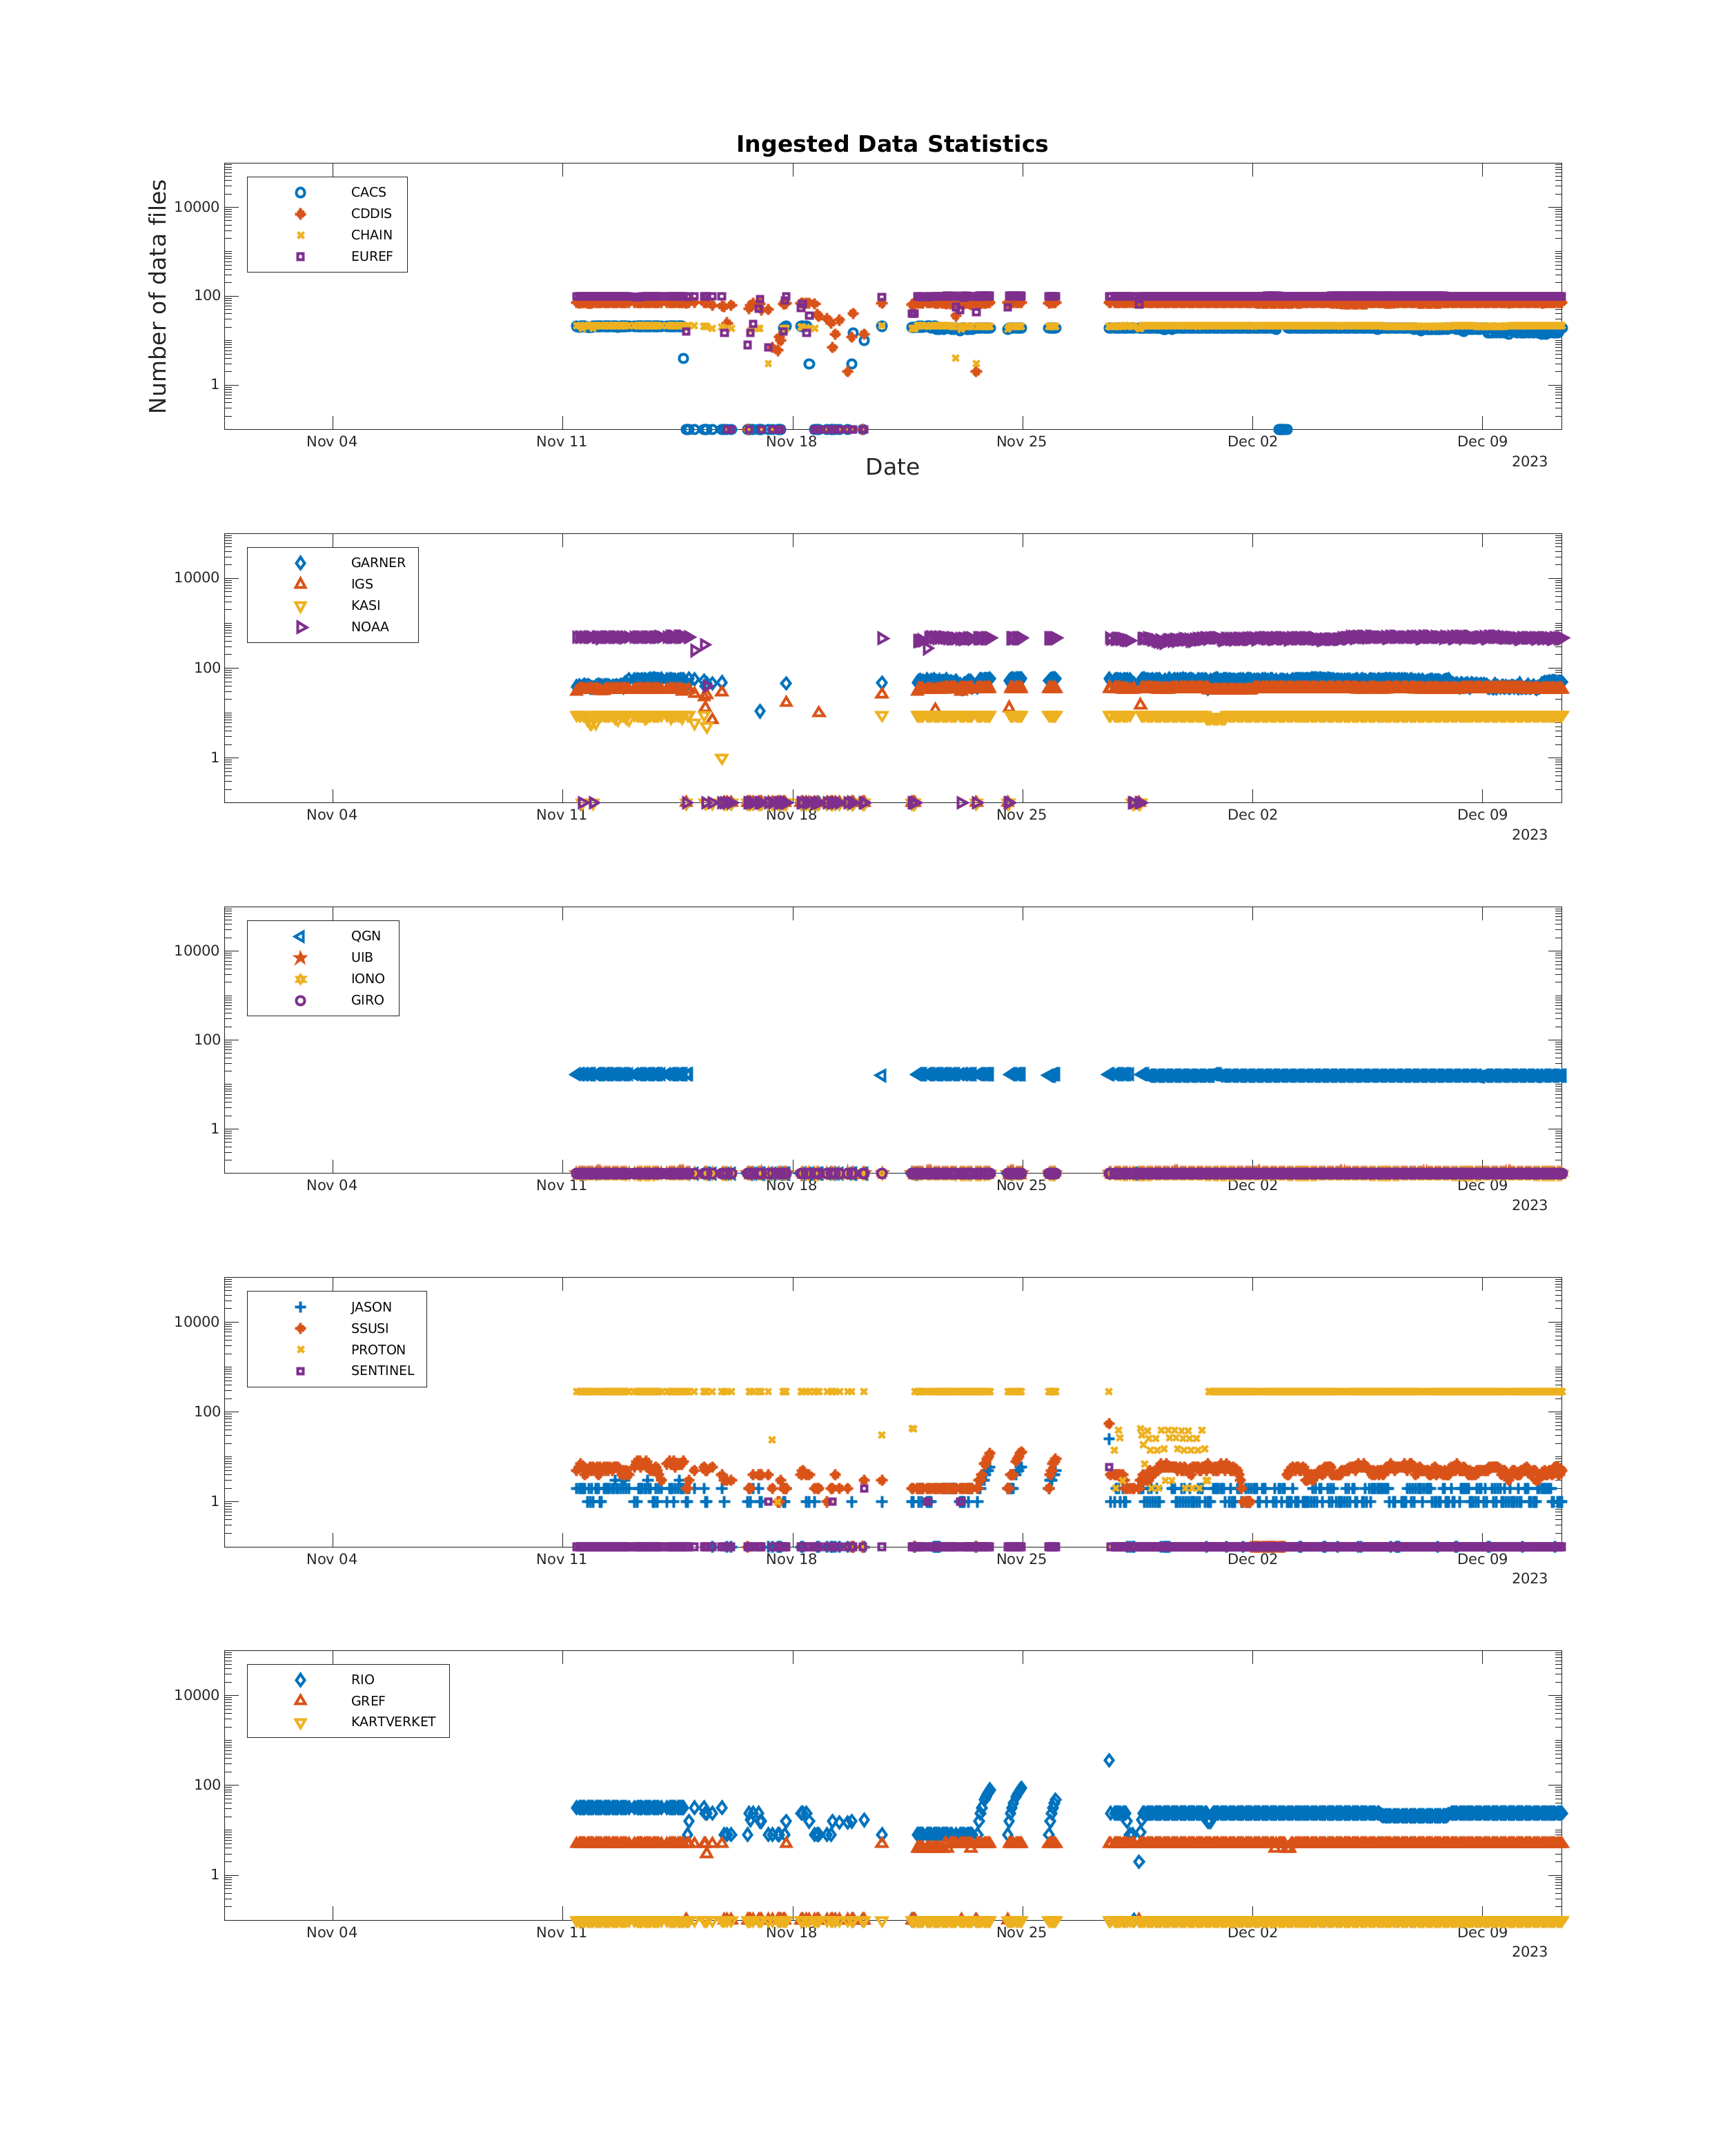 Ingested Data Statistics
Number of data files
10000
100
1
CACS
CDDIS
CHAIN
EUREF
Nov 04 Nov 11 Nov 18 Nov 25 Dec 02 Dec 09
2023
Date
10000
100
1
GARNER
IGS
KASI
NOAA
Nov 04 Nov 11 Nov 18 Nov 25 Dec 02 Dec 09
2023
10000
100
1
QGN
UIB
IONO
GIRO
Nov 04 Nov 11 Nov 18 Nov 25 Dec 02 Dec 09
2023
10000
100
1
JASON
SSUSI
PROTON
SENTINEL
Nov 04 Nov 11 Nov 18 Nov 25 Dec 02 Dec 09
2023
10000
100
1
RIO
GREF
KARTVERKET
Nov 04 Nov 11 Nov 18 Nov 25 Dec 02 Dec 09
2023